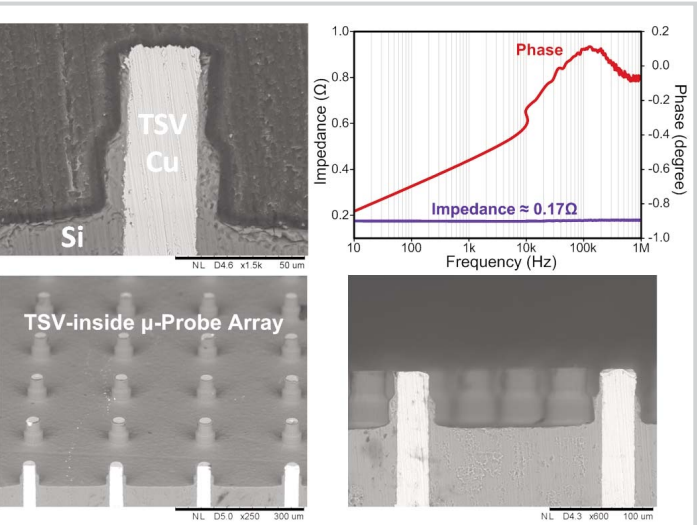 TSV
Cu
Si
NL D4.6 x1.5k 50 um
1.0
0.8
0.6
0.4
0.2
Impedance (Ω)
Phase
Impedance ≈ 0.17Ω
0.2
0.0
-0.2
-0.4
-0.6
-0.8
-1.0
Phase (degree)
10 100 1k 10k 100k 1M
Frequency (Hz)
TSV-inside μ-Probe Array
NL D5.0 x250 300 um
NL D4.3 x600 100 um